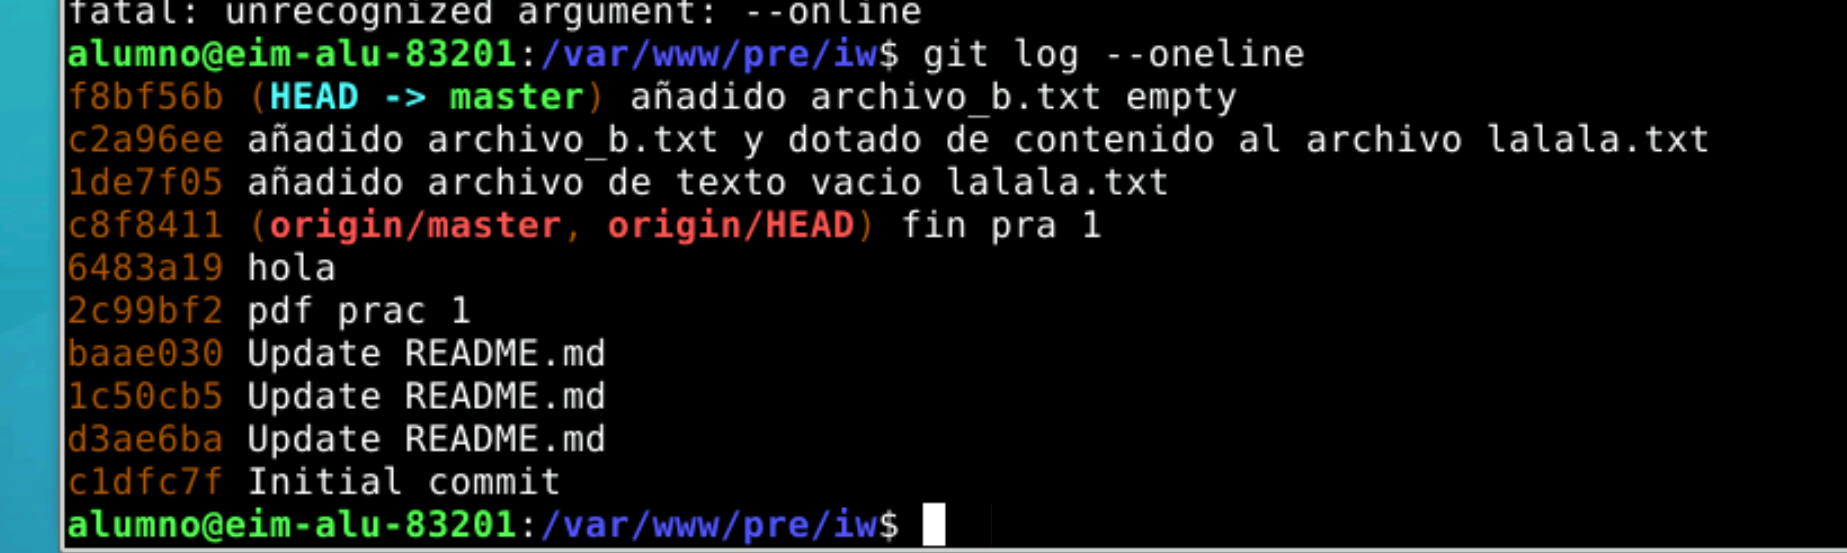 fatal: unrecognized argument: --online
alumno@eim-alu-83201:/var/www/pre/iw$ git log --oneline
f8bf56b (HEAD -> master) añadido archivo_b.txt empty
c2a96ee añadido archivo_b.txt y dotado de contenido al archivo lalala.txt
1de7f05 añadido archivo de texto vacio lalala.txt
c8f8411 (origin/master, origin/HEAD) fin pra 1
6483a19 hola
2c99bf2 pdf prac 1
baae030 Update README.md
1c50cb5 Update README.md
d3ae6ba Update README.md
c1dfc7f Initial commit
alumno@eim-alu-83201:/var/www/pre/iw$